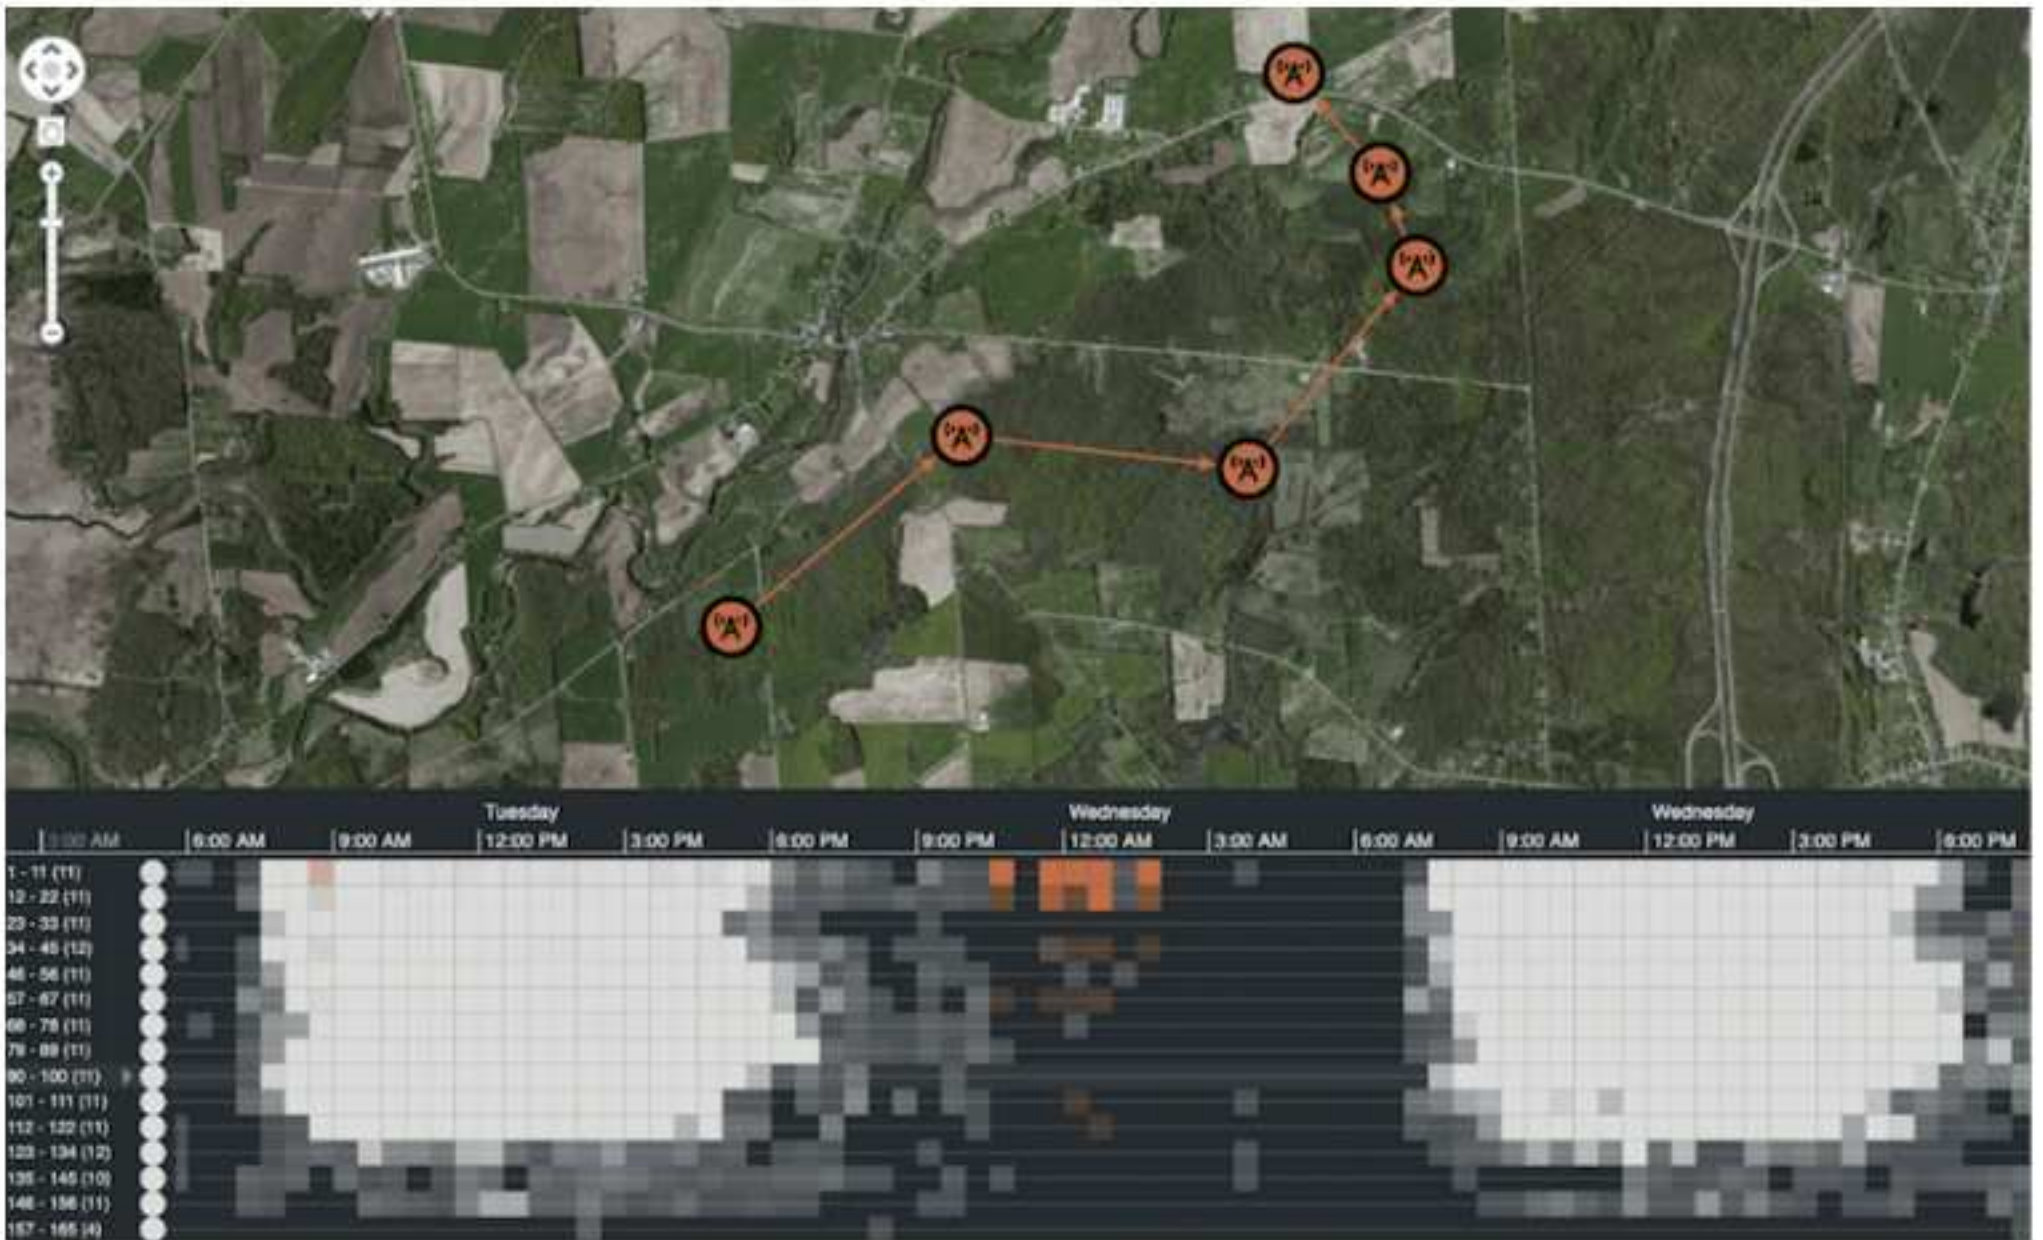 Tuesday Wednesday Wednesday
3:00 AM 6:00 AM 9:00 AM 12:00 PM 3:00 PM 6:00 PM 9:00 PM 12:00 AM 3:00 AM 6:00 AM 9:00 AM 12:00 PM 3:00 PM 6:00 PM
1 - 11 (11)
12 - 22 (11)
23 - 33 (11)
34 - 45 (12)
46 - 56 (11)
57 - 67 (11)
68 - 78 (11)
79 - 89 (11)
90 - 100 (11)
101 - 111 (11)
112 - 122 (11)
123 - 134 (12)
135 - 145 (10)
146 - 156 (11)
157 - 165 (4)